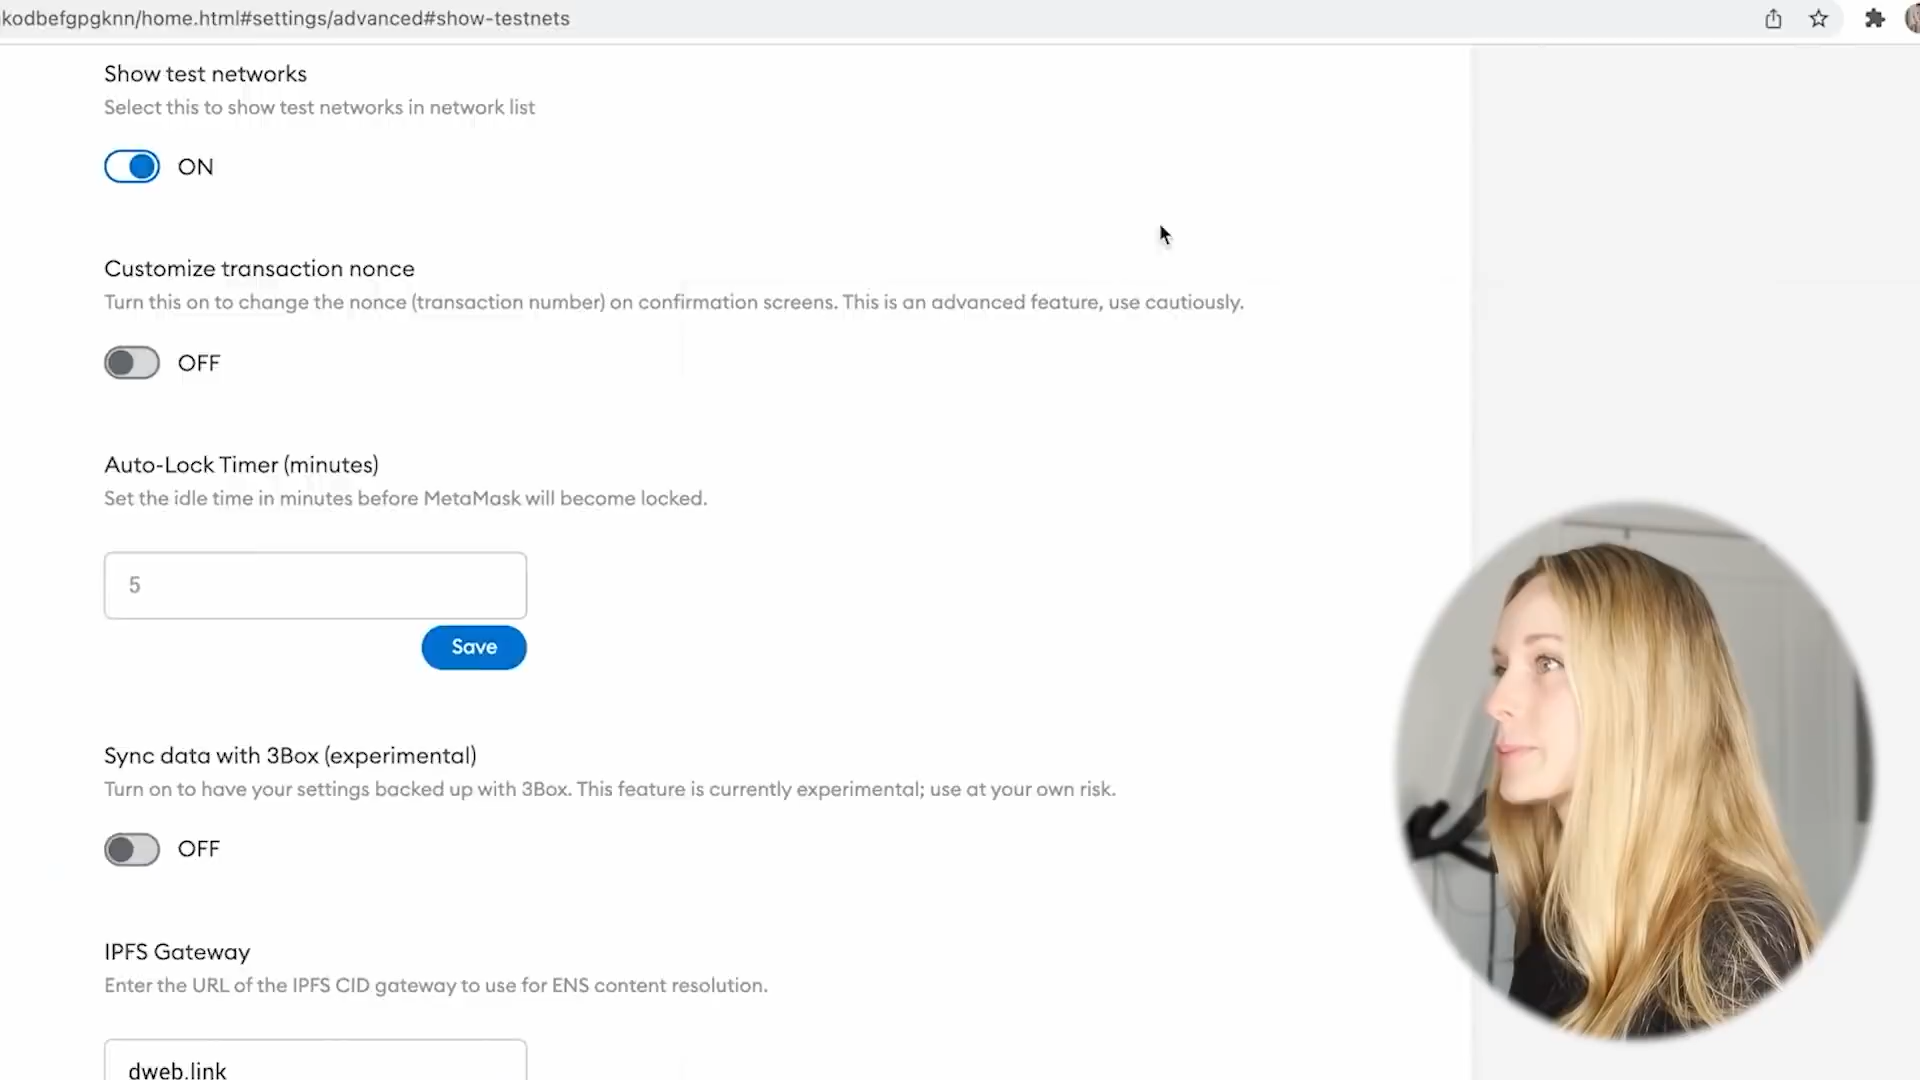 kodbefgpgknn/home.html#settings/advanced#show-testnets
Show test networks
Select this to show test networks in network list
ON
Customize transaction nonce
Turn this on to change the nonce (transaction number) on confirmation screens. This is an advanced feature, use cautiously.
OFF
Auto-Lock Timer (minutes)
Set the idle time in minutes before MetaMask will become locked.
5
Save
Sync data with 3Box (experimental)
Turn on to have your settings backed up with 3Box. This feature is currently experimental; use at your own risk.
OFF
IPFS Gateway
Enter the URL of the IPFS CID gateway to use for ENS content resolution.
dweb.link